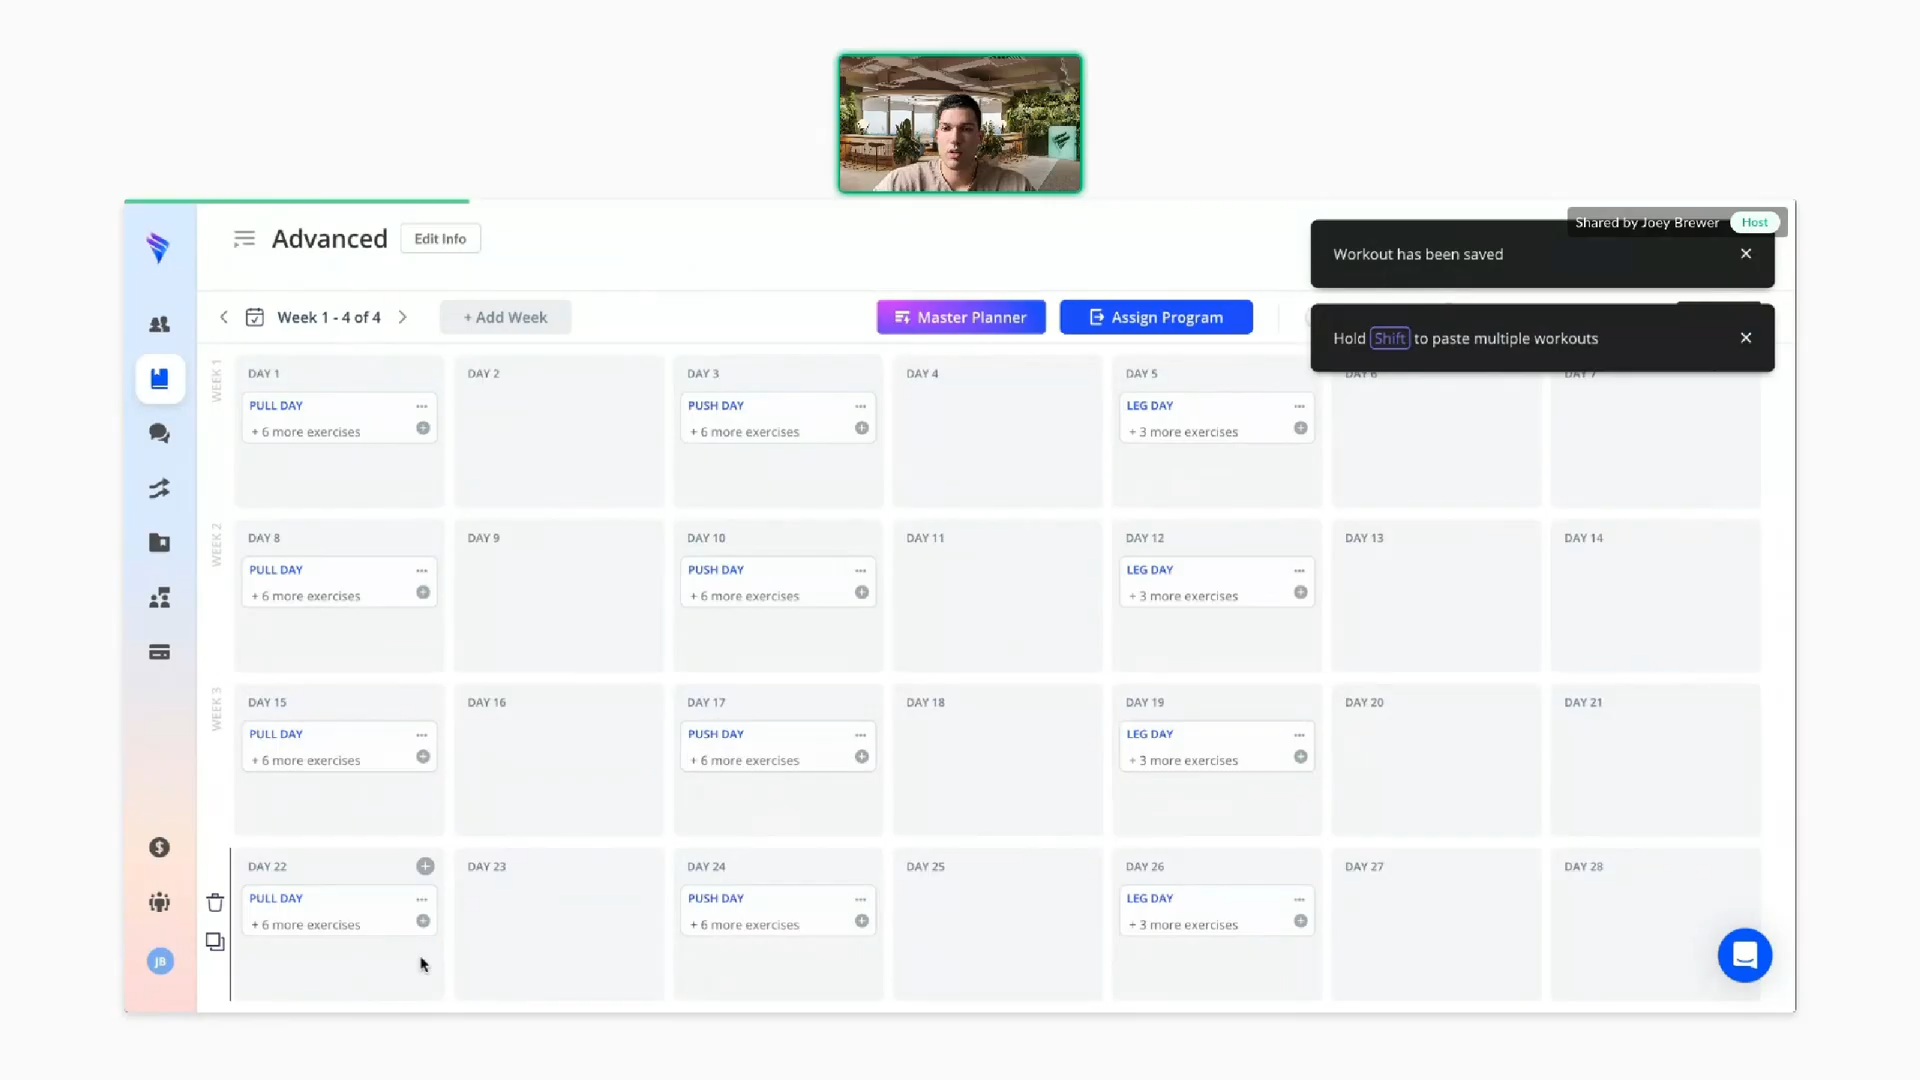 Shared by Joey Brewer Host
Advanced
Edit Info
Workout has been saved
Week 1 - 4 of 4
+ Add Week
Master Planner
Assign Program
Hold Shift to paste multiple workouts
WEEK 1
DAY 1
DAY 2
DAY 3
DAY 4
DAY 5
DAY 6
DAY 7
PULL DAY
+ 6 more exercises
PUSH DAY
+ 6 more exercises
LEG DAY
+ 3 more exercises
WEEK 2
DAY 8
DAY 9
DAY 10
DAY 11
DAY 12
DAY 13
DAY 14
PULL DAY
+ 6 more exercises
PUSH DAY
+ 6 more exercises
LEG DAY
+ 3 more exercises
WEEK 3
DAY 15
DAY 16
DAY 17
DAY 18
DAY 19
DAY 20
DAY 21
PULL DAY
+ 6 more exercises
PUSH DAY
+ 6 more exercises
LEG DAY
+ 3 more exercises
DAY 22
DAY 23
DAY 24
DAY 25
DAY 26
DAY 27
DAY 28
PULL DAY
+ 6 more exercises
PUSH DAY
+ 6 more exercises
LEG DAY
+ 3 more exercises
JB